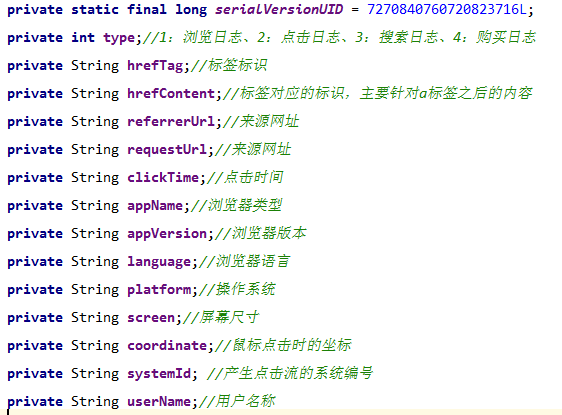 private static final long serialVersionUID = 7270840760720823716L;
private int type;//1：浏览日志、2：点击日志、3：搜索日志、4：购买日志
private String hrefTag;//标签标识
private String hrefContent;//标签对应的标识，主要针对a标签之后的内容
private String referrerUrl;//来源网址
private String requestUrl;//来源网址
private String clickTime;//点击时间
private String appName;//浏览器类型
private String appVersion;//浏览器版本
private String language;//浏览器语言
private String platform;//操作系统
private String screen;//屏幕尺寸
private String coordinate;//鼠标点击时的坐标
private String systemId; //产生点击流的系统编号
private String userName;//用户名称